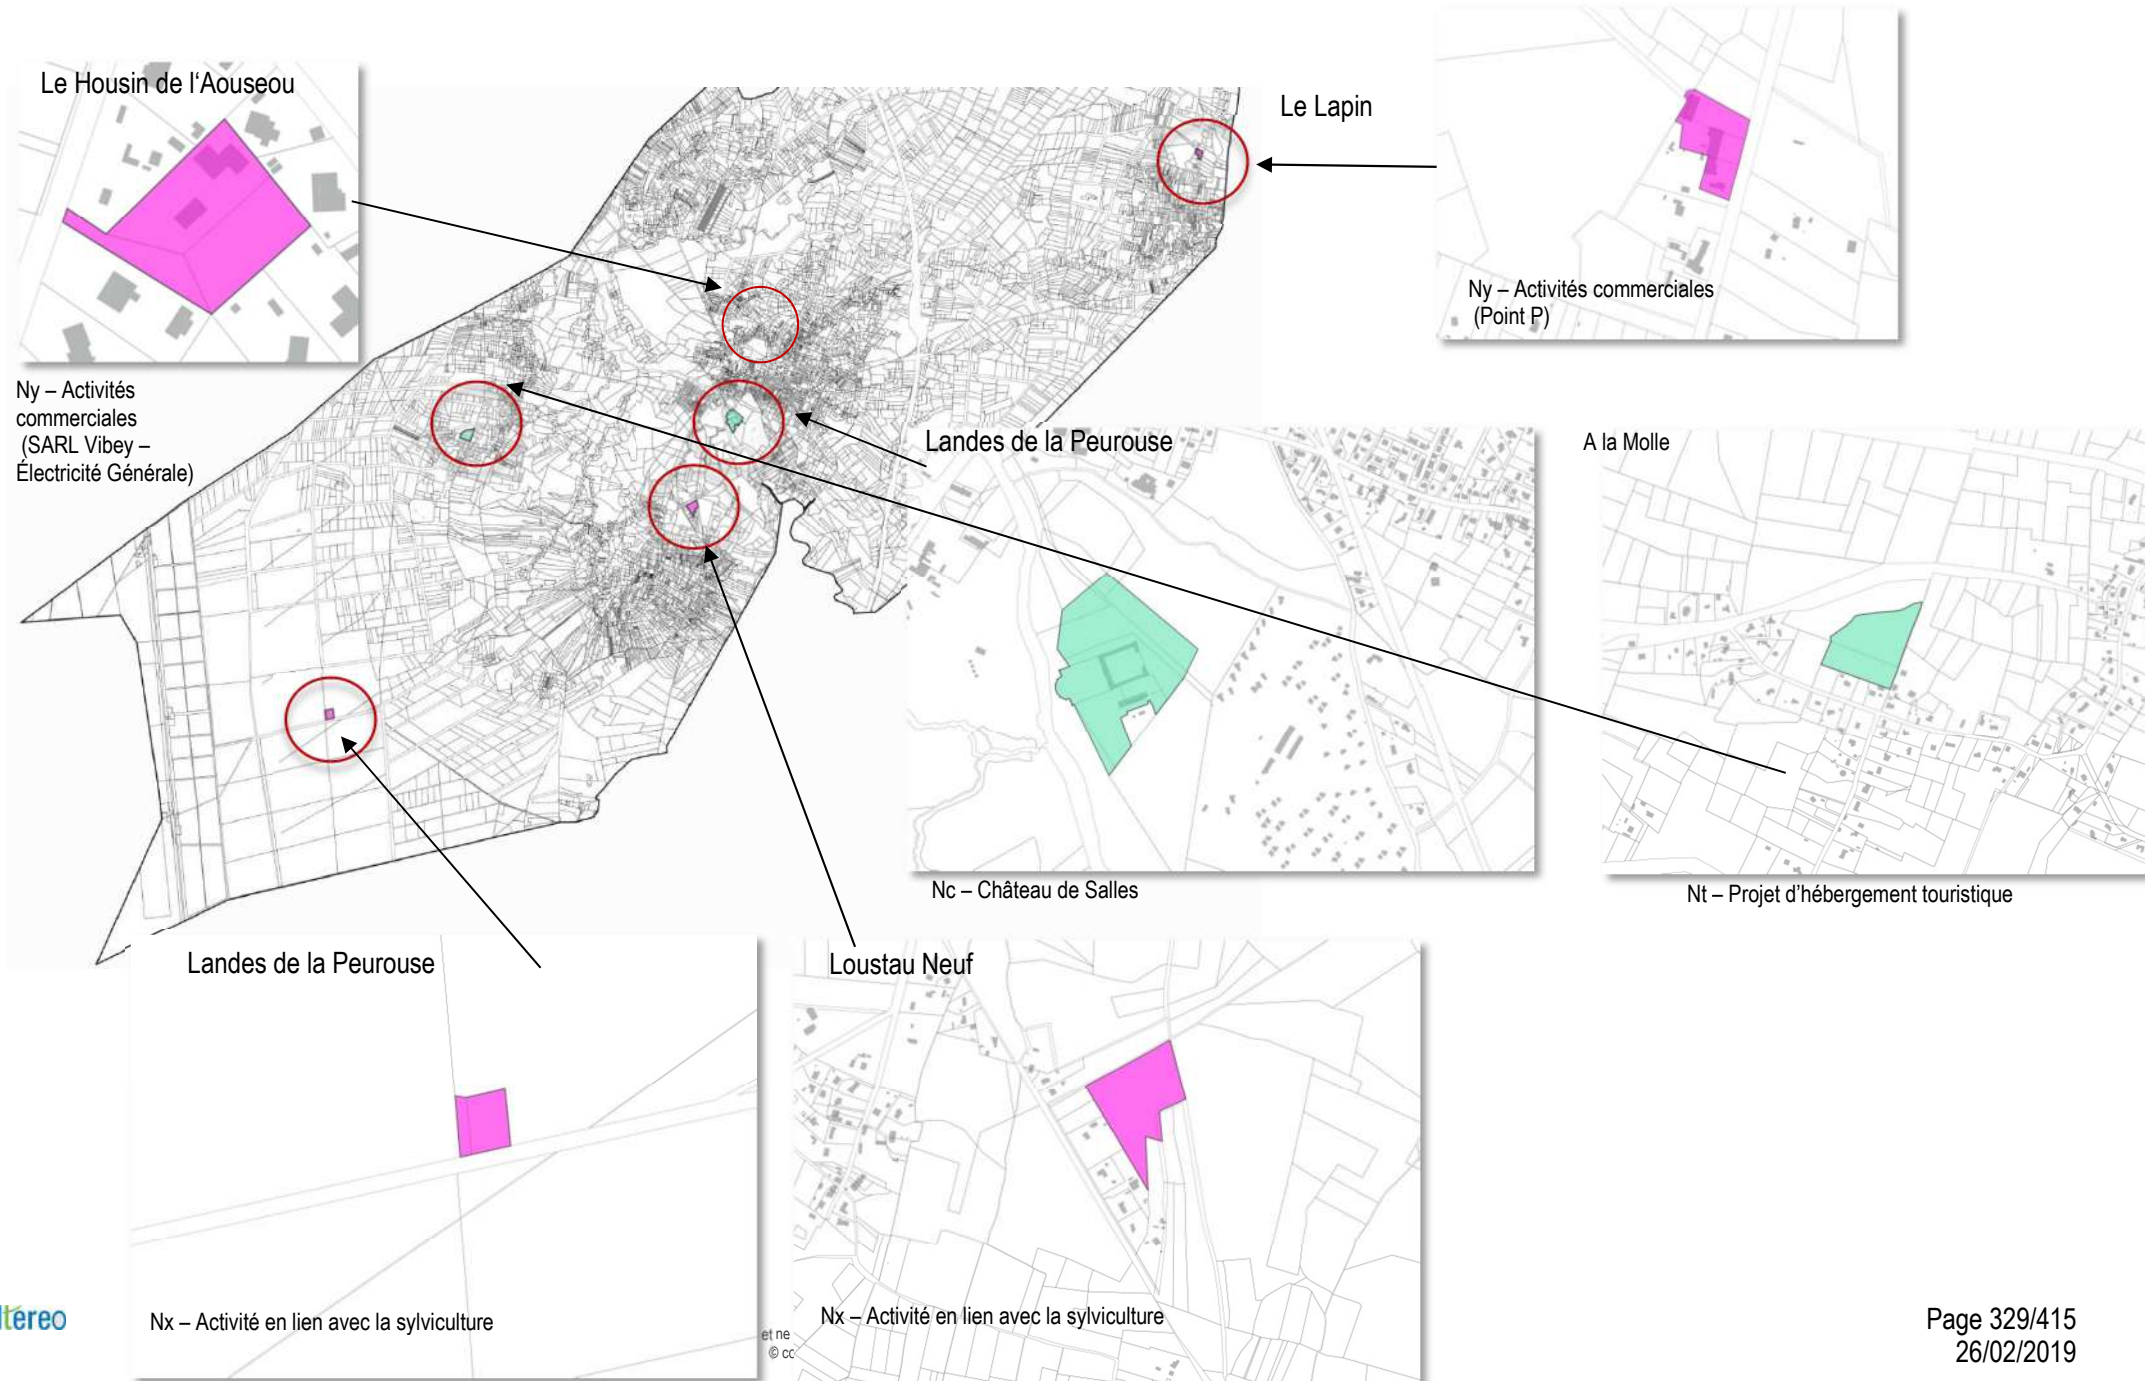 Le Housin de l'Aouseou
Ny – Activités
commerciales
(SARL Vibey –
Électricité Générale)
Le Lapin
Ny – Activités commerciales
(Point P)
Landes de la Peurouse
Nc – Château de Salles
A la Molle
Nt – Projet d'hébergement touristique
Landes de la Peurouse
Nx – Activité en lien avec la sylviculture
Loustau Neuf
Nx – Activité en lien avec la sylviculture
et ne
©
tereo
Page 329/415
26/02/2019